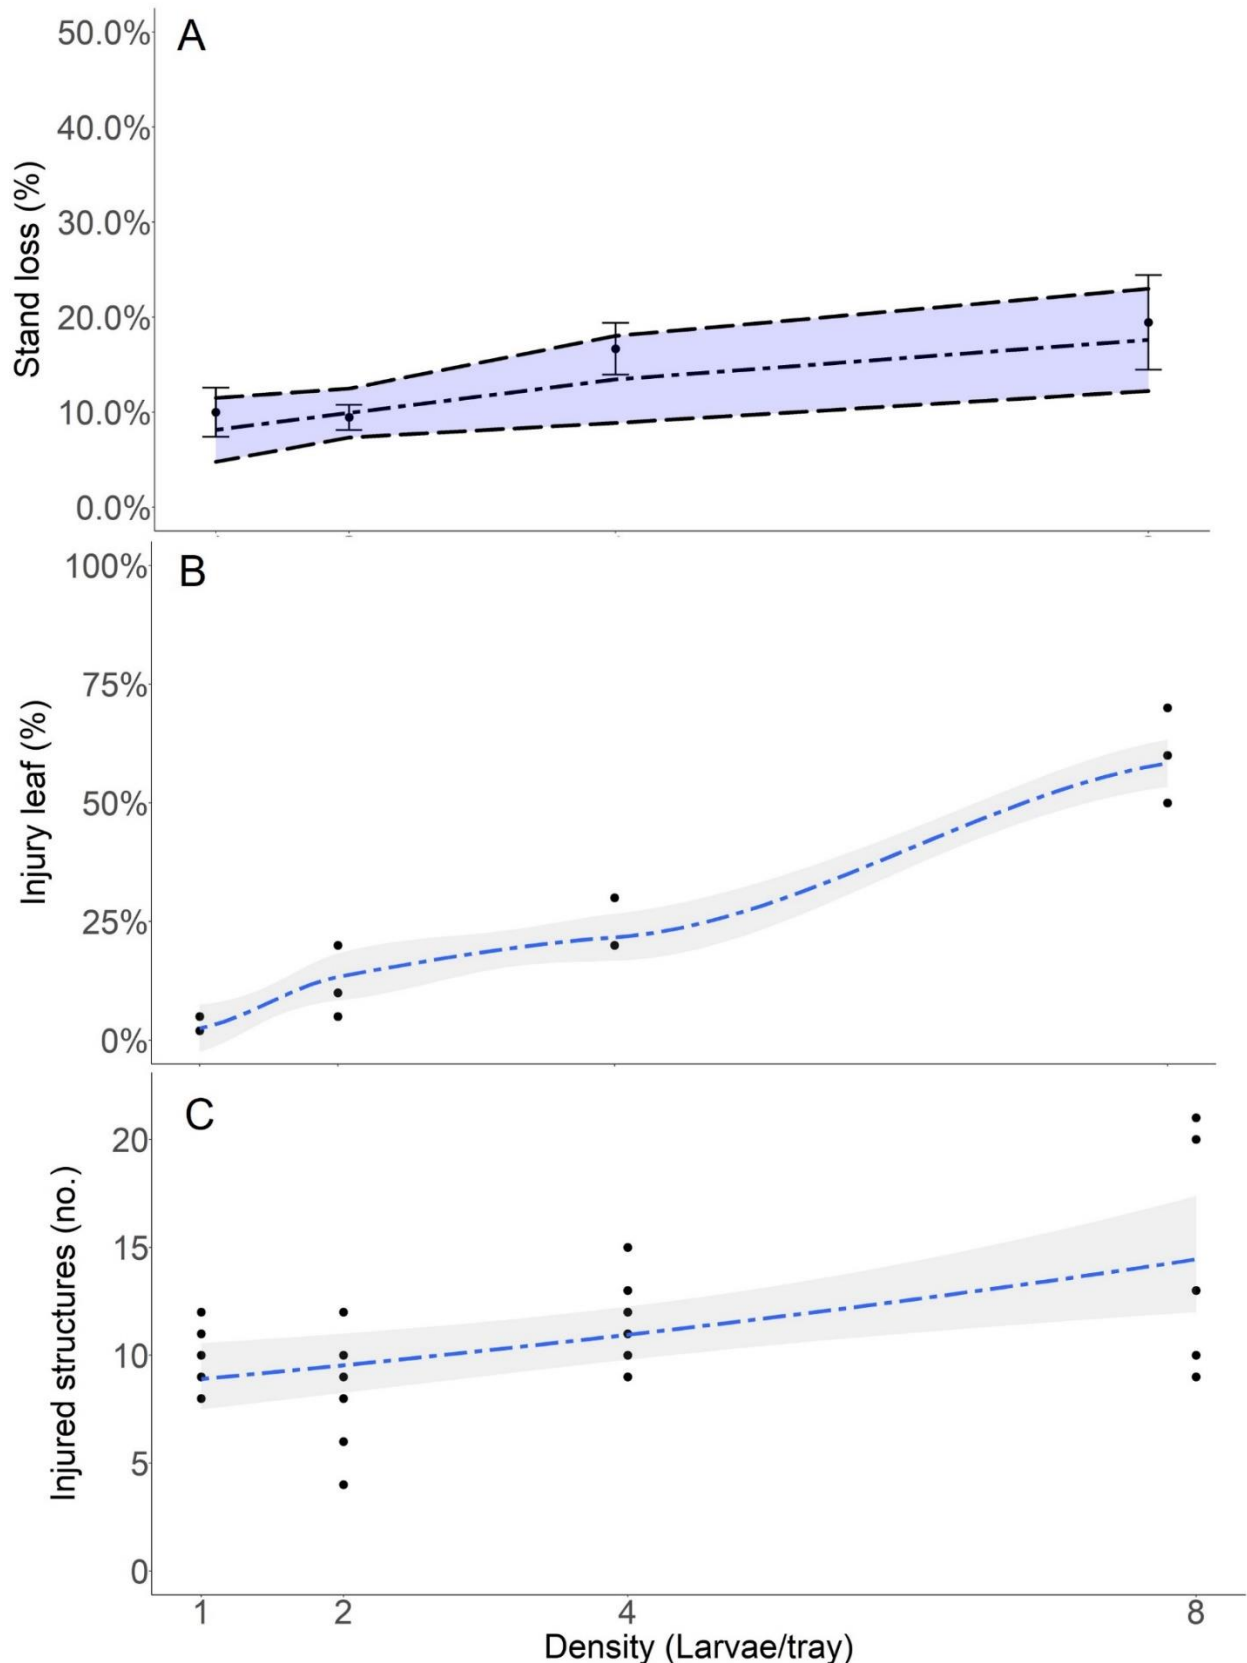 A
50.0%
40.0%
30.0%
20.0%
10.0%
0.0%
Stand loss (%)
B
100%
75%
50%
25%
0%
Injury leaf (%)
C
20
15
10
5
0
Injured structures (no.)
1 2 4 8
Density (Larvae/tray)